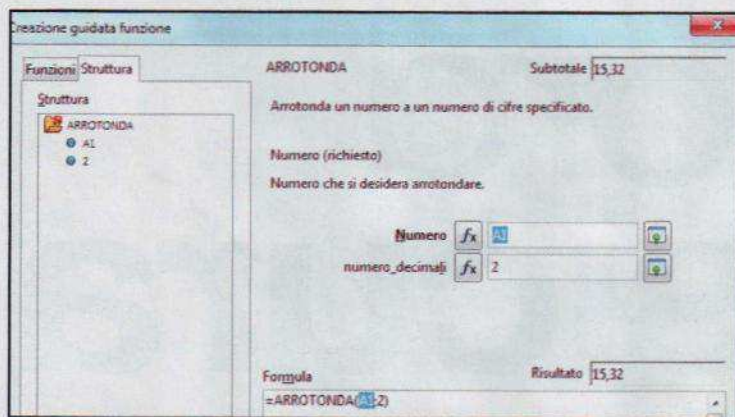 Creazione guidata funzione
Funzioni Struttura
Struttura
ARROTONDA
A1
2
ARROTONDA
Subtotale 15,32
Arrotonda un numero a un numero di cifre specificato.
Numero (richiesto)
Numero che si desidera arrotondare.
Numero fx A1
numero_decimali fx 2
Formula
Risultato 15,32
=ARROTONDA(A1;2)